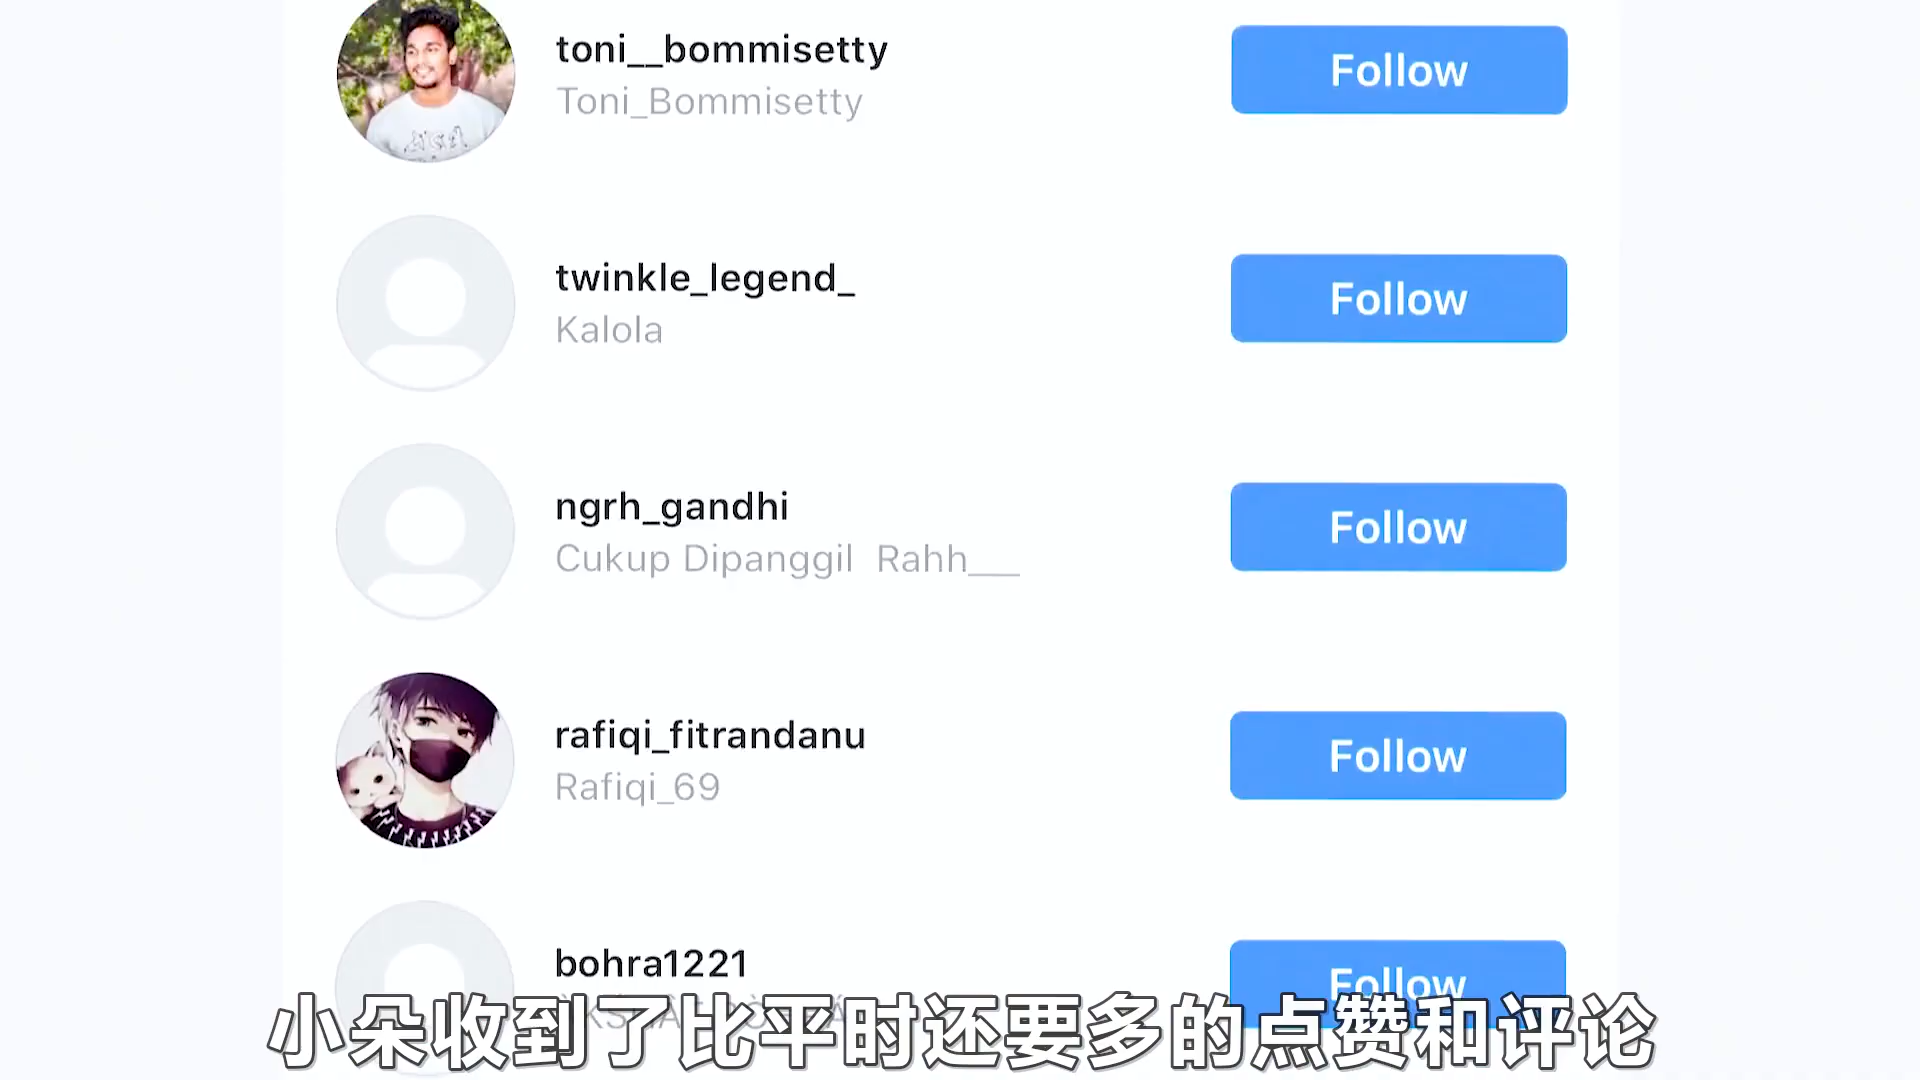 toni__bommisetty
Toni_Bommisetty
Follow
twinkle_legend_
Kalola
Follow
ngrh_gandhi
Cukup Dipanggil Rahh___
Follow
rafiqi_fitrandanu
Rafiqi_69
Follow
bohra1221
Follow
小朵收到了比平时还要多的点赞和评论